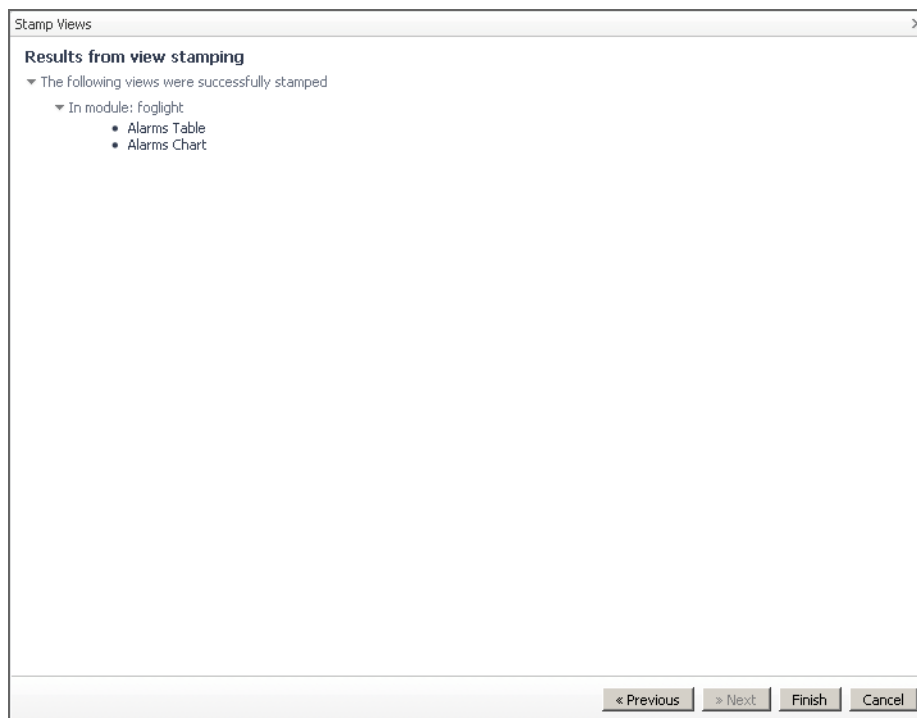 Stamp Views
Results from view stamping
The following views were successfully stamped
In module: foglight
Alarms Table
Alarms Chart
« Previous » Next Finish Cancel